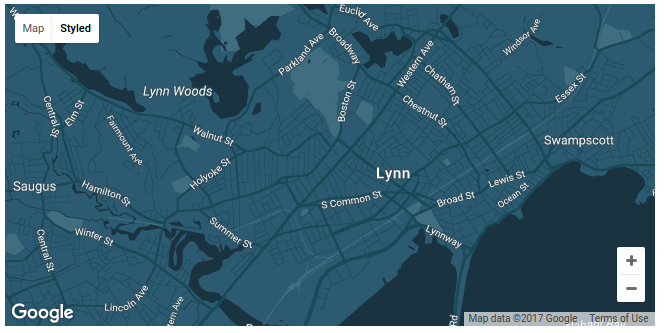 Map
Styled
Euclid Ave
Broadway
Parkland Ave
Western Ave
Windsor Ave
Chatham St
Essex St
Lynn Woods
Central St
Elm St
Boston St
Chestnut St
Fairmount Ave
Walnut St
Swampscott
Holyoke St
Lynn
Lewis St
Saugus
Hamilton St
S Common St
Broad St
Ocean St
Summer St
Central St
Winter St
Lynnway
Lincoln Ave
Google
Rd
Map data ©2017 Google
Terms of Use